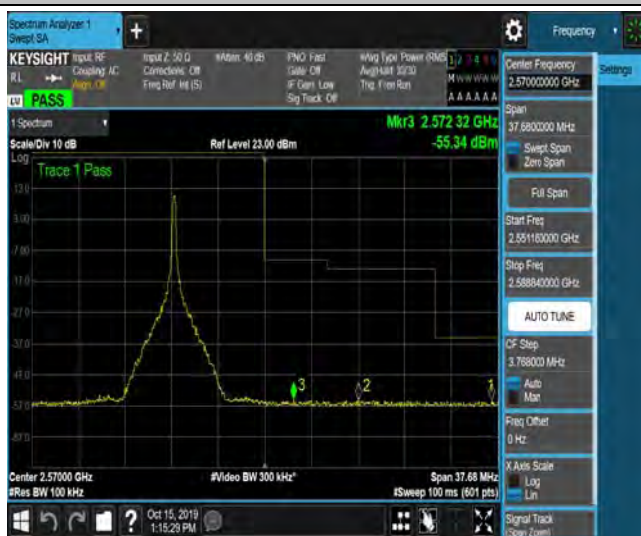 Spectrum Analyzer 1
Swept SA
+
Frequency
KEYSIGHT
Input: RF
Coupling: AC
Align: Off
Input Z: 50 Ω
Corrections: Off
Freq Ref: Int (S)
#Atten: 40 dB
PNO: Fast
Gate: Off
IF Gain: Low
Sig Track: Off
#Avg Type: Power (RMS)
Avg|Hold: 30/30
Trig: Free Run
1 2 3 4 5 6
M W W W W W
A A A A A A
RL
LU PASS
1 Spectrum
Scale/Div 10 dB
Ref Level 23.00 dBm
Mkr3 2.572 32 GHz
-55.34 dBm
Log
Trace 1 Pass
13.0
3.00
-7.00
-17.0
-27.0
-37.0
-47.0
-57.0
-67.0
3
2
1
Center 2.57000 GHz
#Res BW 100 kHz
#Video BW 300 kHz*
Span 37.68 MHz
#Sweep 100 ms (601 pts)
Center Frequency
2.570000000 GHz
Settings
Span
37.6800000 MHz
Swept Span
Zero Span
Full Span
Start Freq
2.551160000 GHz
Stop Freq
2.588840000 GHz
AUTO TUNE
CF Step
3.768000 MHz
Auto
Man
Freq Offset
0 Hz
X Axis Scale
Log
Lin
Signal Track
(Span Zoom)
?
Oct 15, 2019
1:15:29 PM